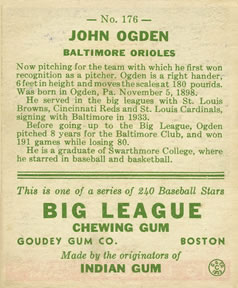 — No. 176 —
JOHN OGDEN
BALTIMORE ORIOLES
Now pitching for the team with which he first won
recognition as a pitcher, Ogden is a right hander,
6 feet in height and moves the scales at 180 pounds.
Was born in Ogden, Pa. November 5, 1898.
He served in the big leagues with St. Louis
Browns, Cincinnati Reds and St. Louis Cardinals,
signing with Baltimore in 1933.
Before going up to the Big League, Ogden
pitched 8 years for the Baltimore Club, and won
191 games while losing 80.
He is a graduate of Swarthmore College, where
he starred in baseball and basketball.
This is one of a series of 240 Baseball Stars
BIG LEAGUE
CHEWING GUM
GOUDEY GUM CO. BOSTON
Made by the originators of
INDIAN GUM